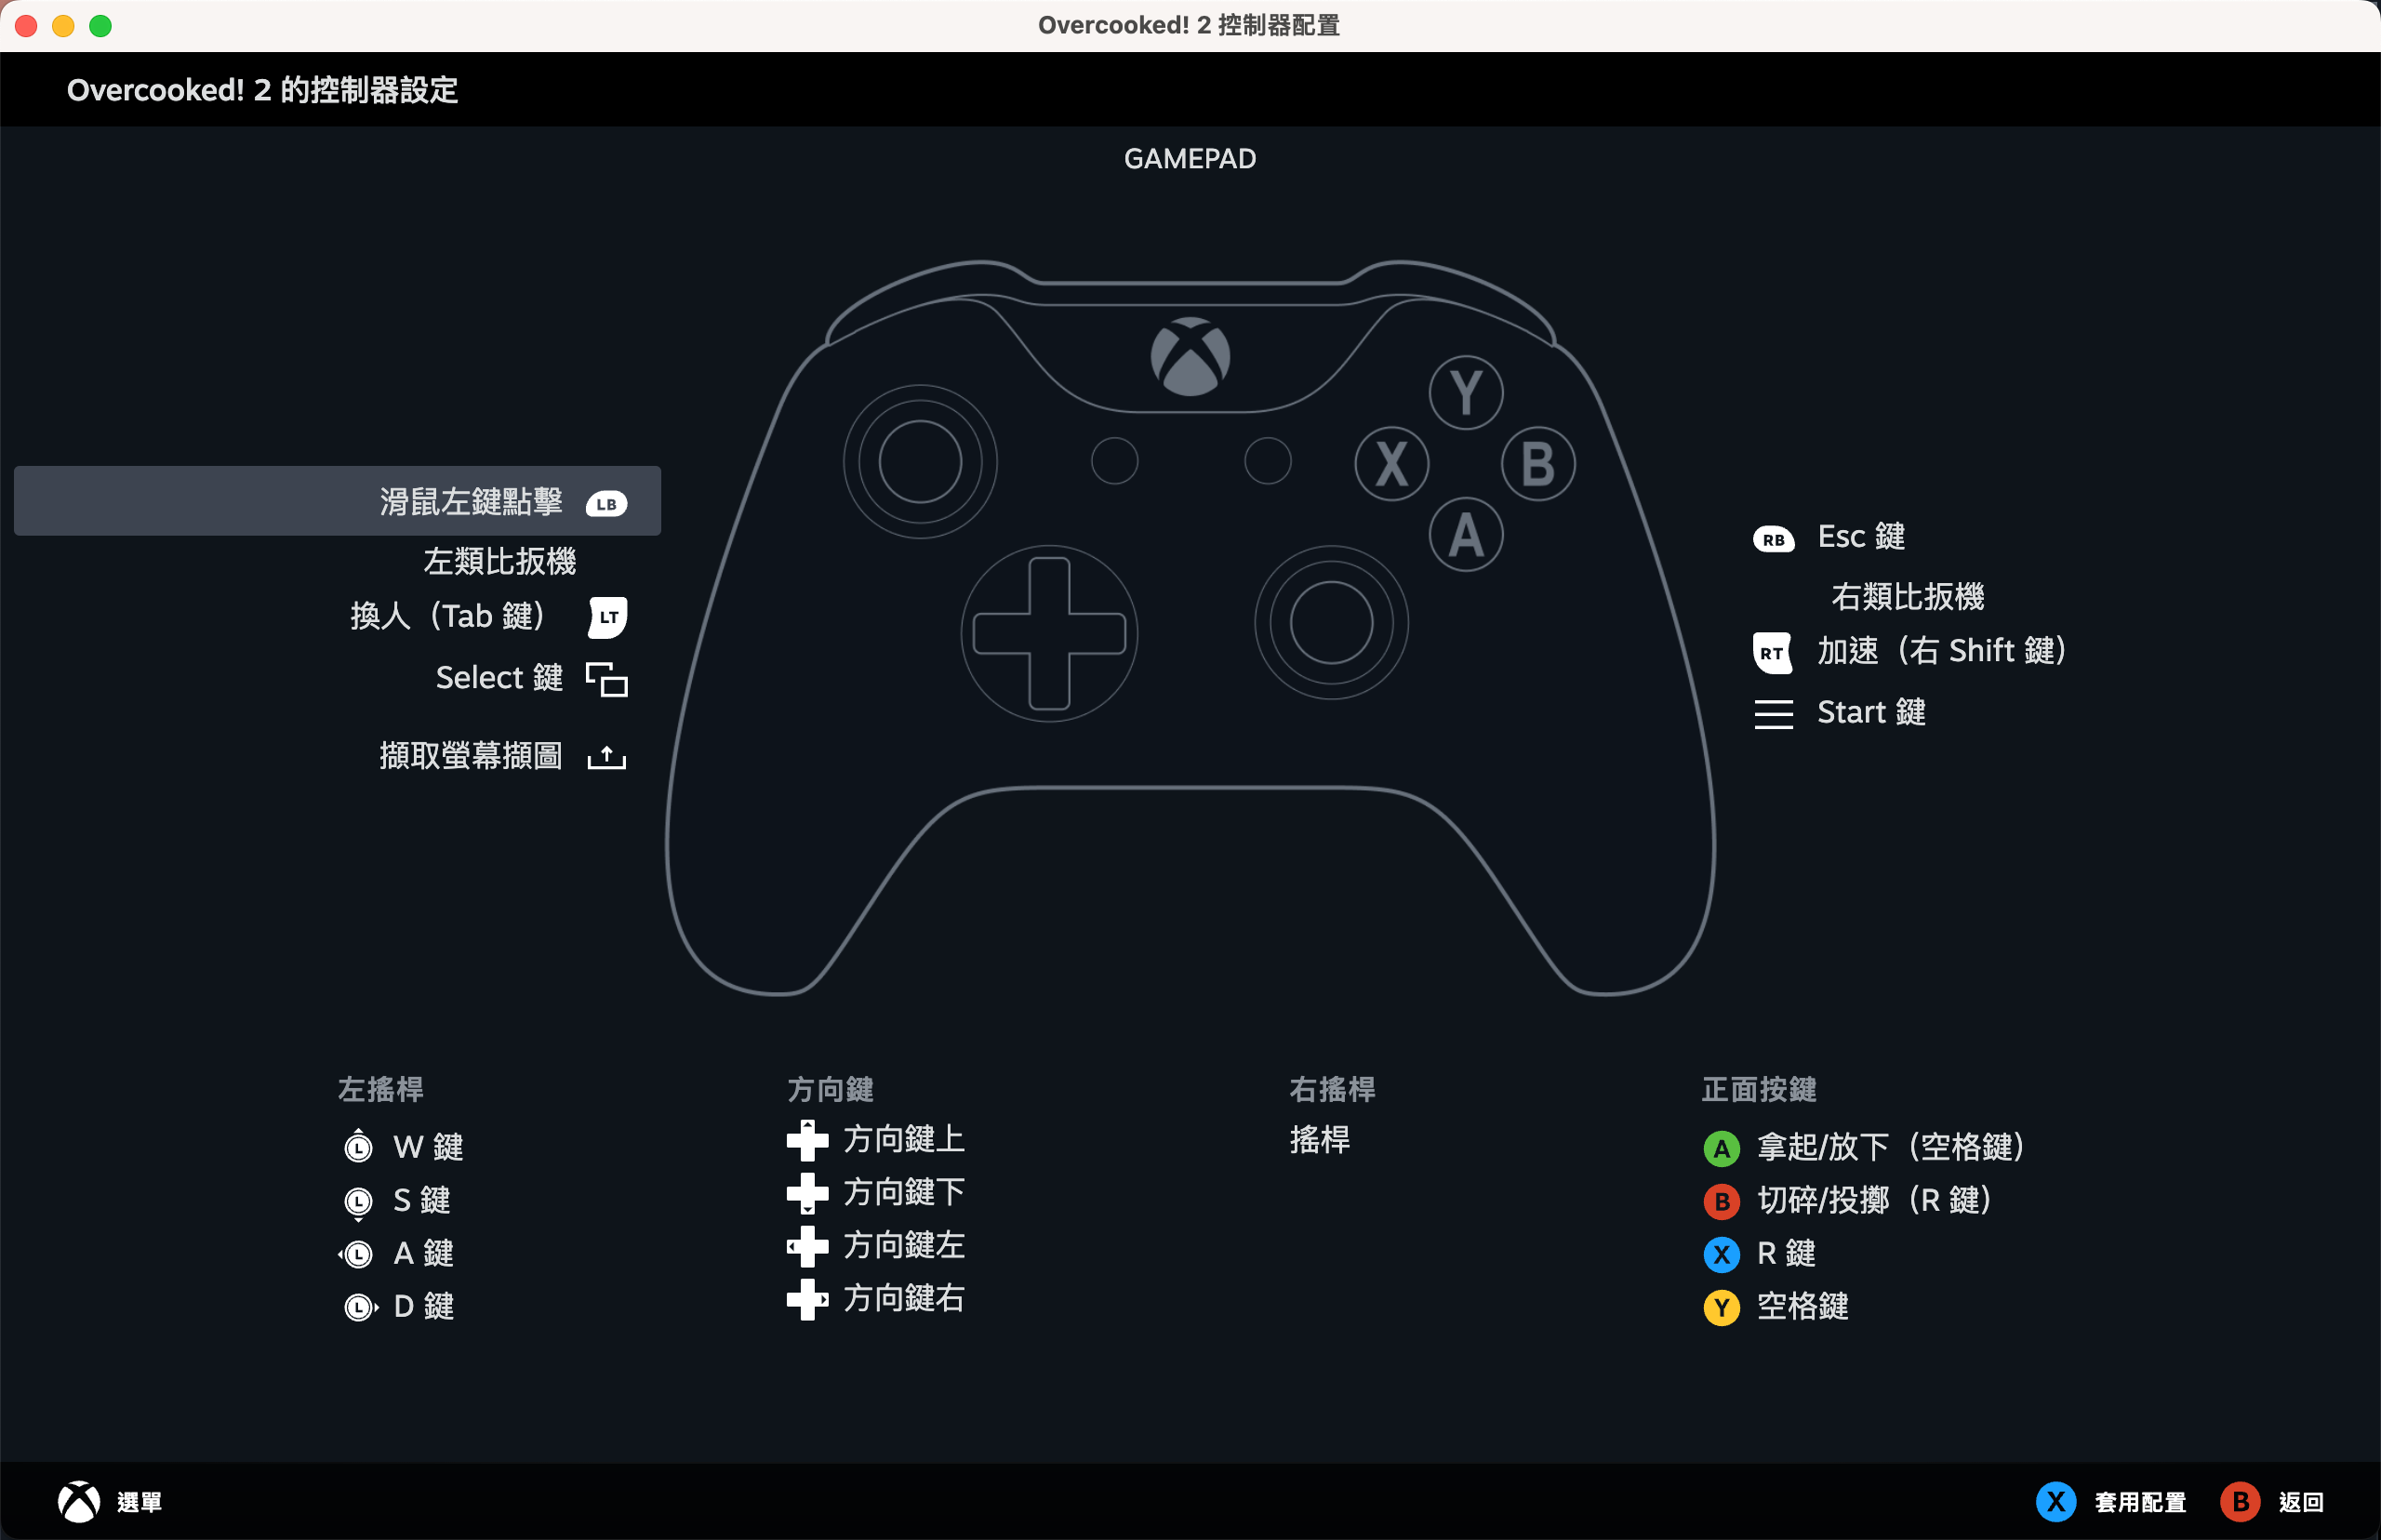 Overcooked! 2 控制器配置
Overcooked! 2 的控制器設定
GAMEPAD
Y
X
B
A
滑鼠左鍵點擊 LB
左類比扳機
換人（Tab 鍵） LT
Select 鍵
擷取螢幕擷圖
RB Esc 鍵
右類比扳機
RT 加速（右 Shift 鍵）
Start 鍵
左搖桿
L W 鍵
L S 鍵
L A 鍵
L D 鍵
方向鍵
方向鍵上
方向鍵下
方向鍵左
方向鍵右
右搖桿
搖桿
正面按鍵
A 拿起/放下（空格鍵）
B 切碎/投擲（R 鍵）
X R 鍵
Y 空格鍵
選單
X 套用配置
B 返回